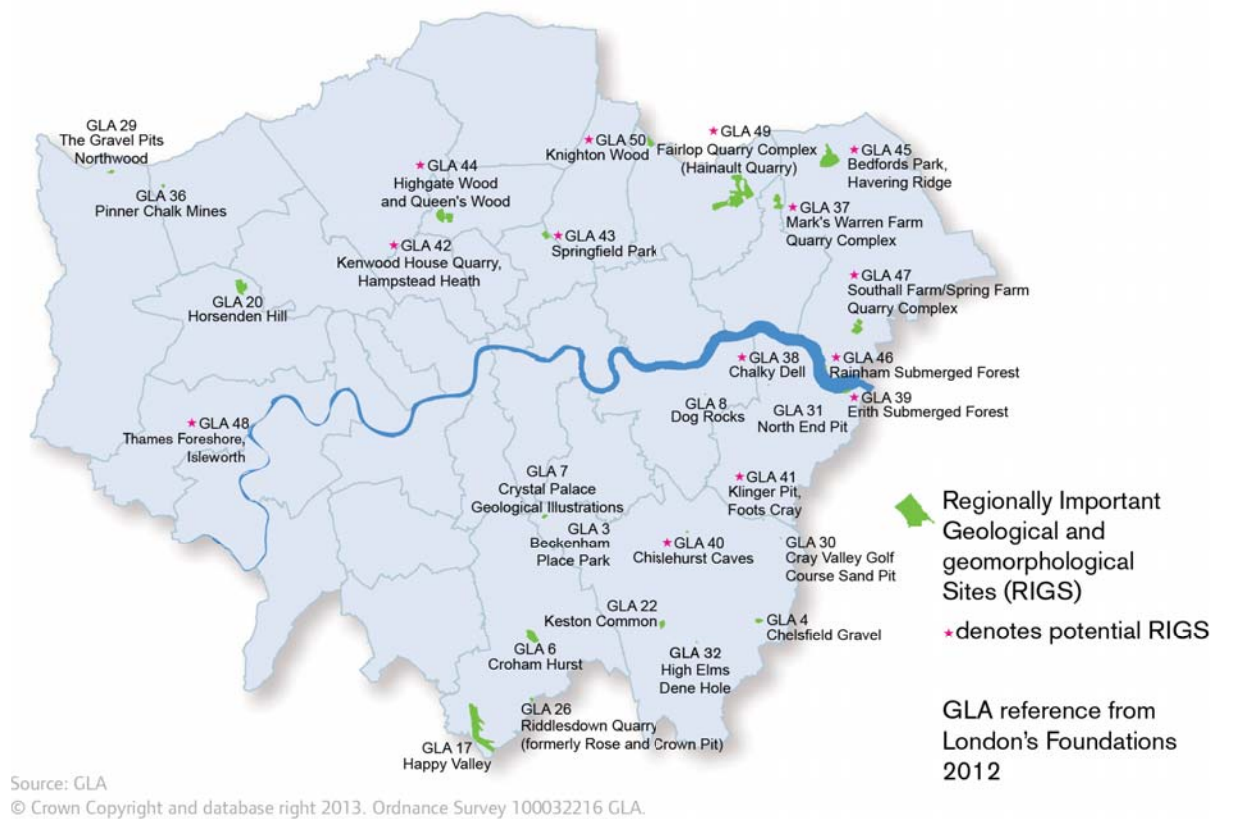 GLA 29
The Gravel Pits
Northwood
GLA 36
Pinner Chalk Mines
★GLA 44
Highgate Wood
and Queen's Wood
★GLA 50
Knighton Wood
★GLA 49
Fairlop Quarry Complex
(Hainault Quarry)
★GLA 45
Bedfords Park,
Havering Ridge
★GLA 37
Mark's Warren Farm
Quarry Complex
★GLA 42
Kenwood House Quarry,
Hampstead Heath
★GLA 43
Springfield Park
★GLA 47
Southall Farm/Spring Farm
Quarry Complex
GLA 20
Horsenden Hill
★GLA 38
Chalky Dell
★GLA 46
Rainham Submerged Forest
★GLA 39
Erith Submerged Forest
GLA 8
Dog Rocks
GLA 31
North End Pit
★GLA 48
Thames Foreshore,
Isleworth
GLA 7
Crystal Palace
Geological Illustrations
★GLA 41
Klinger Pit,
Foots Cray
GLA 3
Beckenham
Place Park
★GLA 40
Chislehurst Caves
GLA 30
Cray Valley Golf
Course Sand Pit
GLA 22
Keston Common
GLA 4
Chelsfield Gravel
GLA 6
Croham Hurst
GLA 32
High Elms
Dene Hole
GLA 26
Riddlesdown Quarry
(formerly Rose and Crown Pit)
GLA 17
Happy Valley
Regionally Important
Geological and
geomorphological
Sites (RIGS)
★denotes potential RIGS
GLA reference from
London's Foundations
2012
Source: GLA
© Crown Copyright and database right 2013. Ordnance Survey 100032216 GLA.